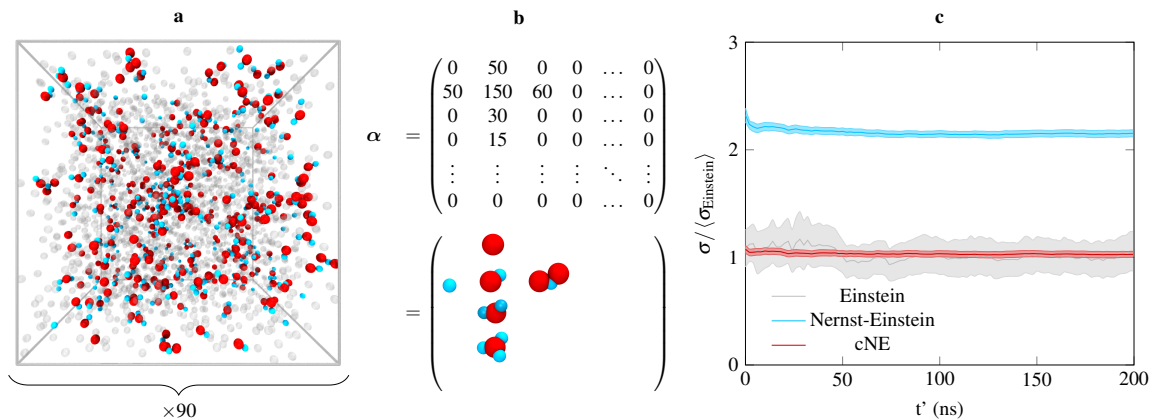 a
×90
b
α = ( 0 50 0 0 … 0
50 150 60 0 … 0
0 30 0 0 … 0
0 15 0 0 … 0
⋮ ⋮ ⋮ ⋮ ⋱ ⋮
0 0 0 0 … 0 )
= ( )
c
σ/⟨σEinstein⟩
3
2
1
0
Einstein
Nernst-Einstein
cNE
0 50 100 150 200
t' (ns)